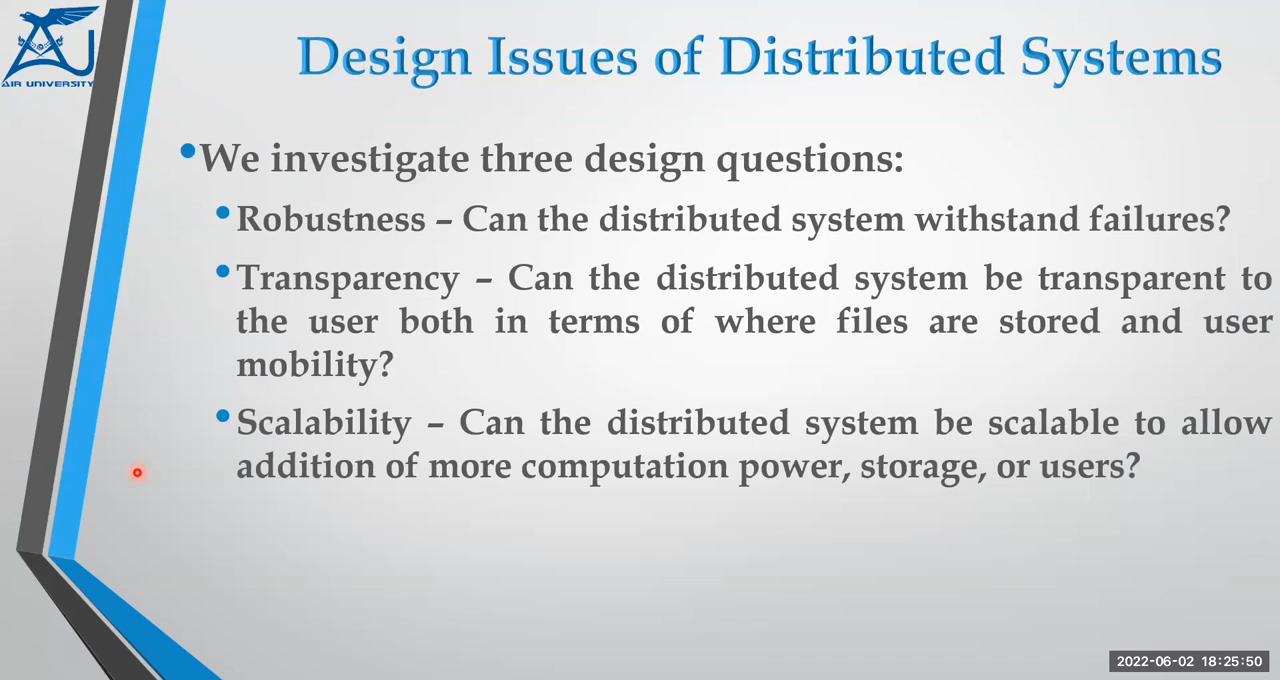 AIR UNIVERSITY
Design Issues of Distributed Systems
•We investigate three design questions:
•Robustness – Can the distributed system withstand failures?
•Transparency – Can the distributed system be transparent to
the user both in terms of where files are stored and user
mobility?
•Scalability – Can the distributed system be scalable to allow
addition of more computation power, storage, or users?
2022-06-02 18:25:50